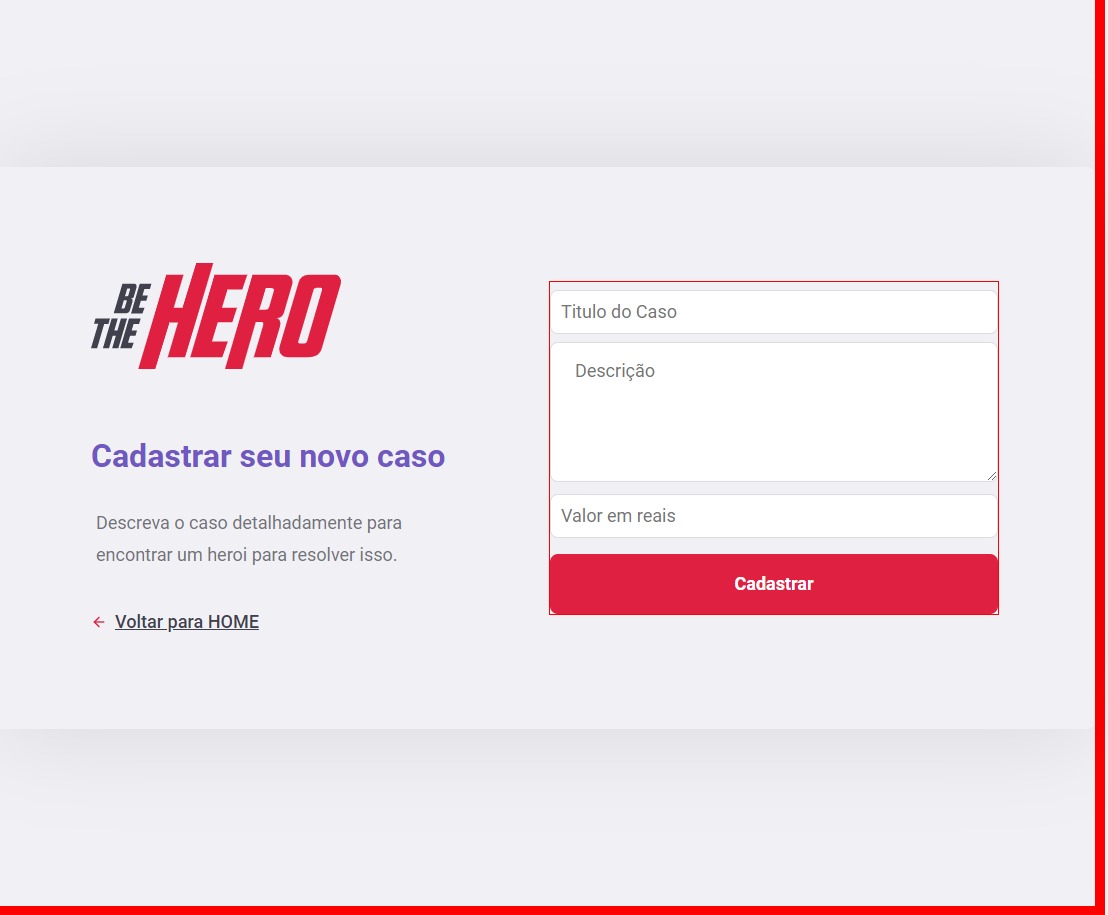 BE
THE
HERO
Cadastrar seu novo caso
Descreva o caso detalhadamente para
encontrar um heroi para resolver isso.
Voltar para HOME
Titulo do Caso
Descrição
Valor em reais
Cadastrar